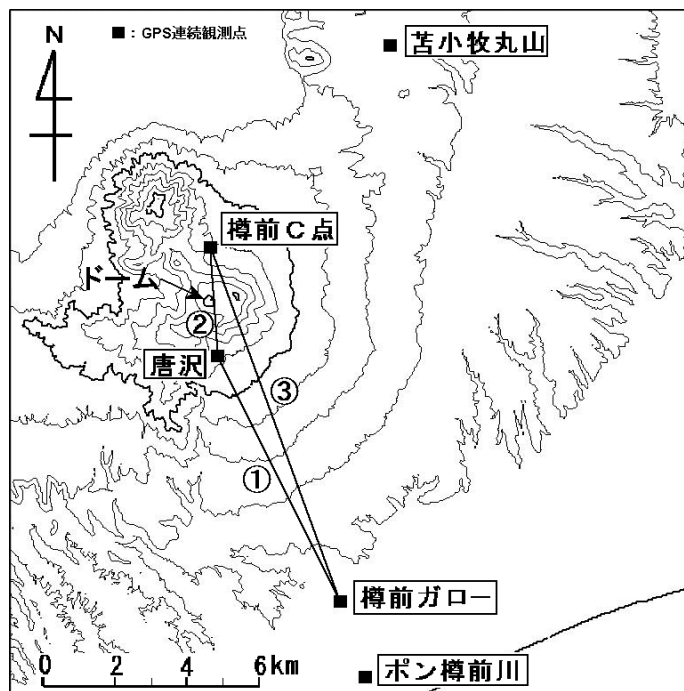 N
■:GPS連続観測点
苫小牧丸山
樽前C点
ドーム
②
唐沢
③
①
樽前ガロー
ポン樽前川
0 2 4 6km